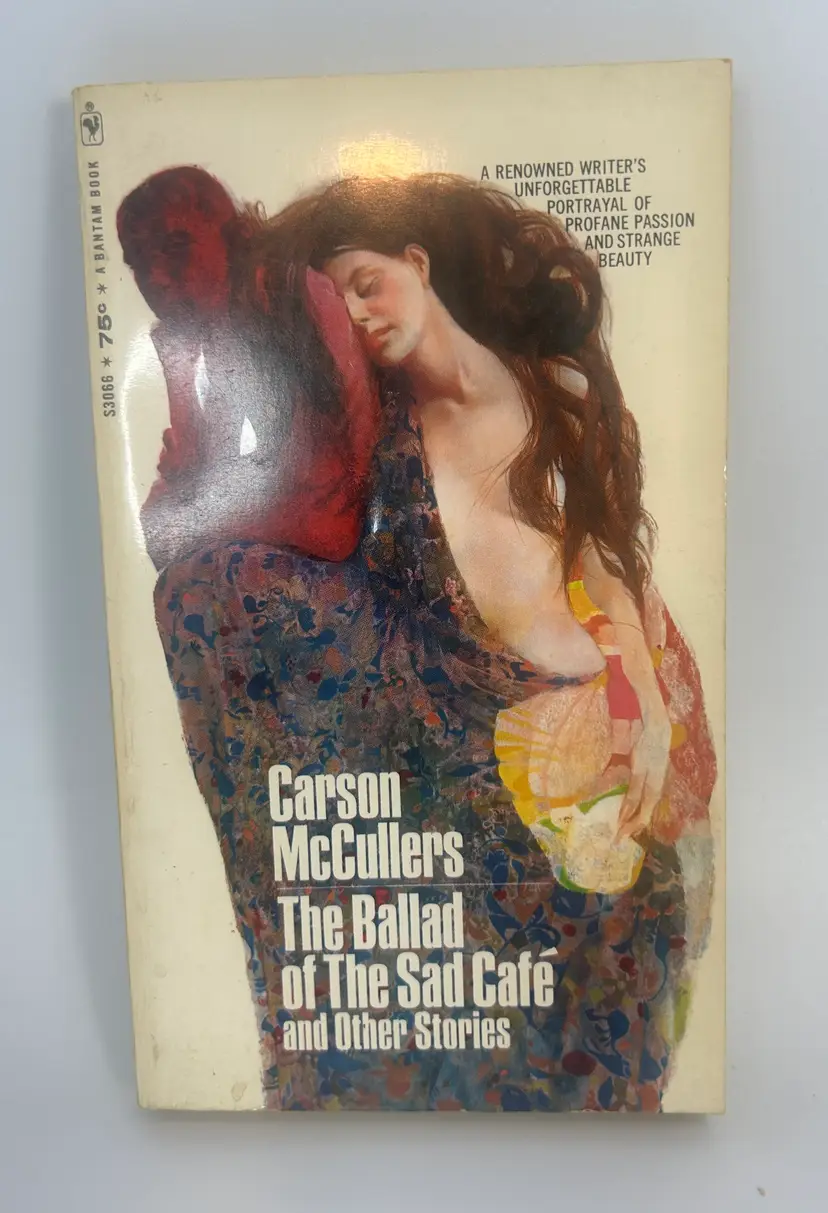 A RENOWNED WRITER'S
UNFORGETTABLE
PORTRAYAL OF
PROFANE PASSION
AND STRANGE
BEAUTY
S3066 * 75¢ * A BANTAM BOOK ®
Carson
McCullers
The Ballad
of The Sad Café
and Other Stories